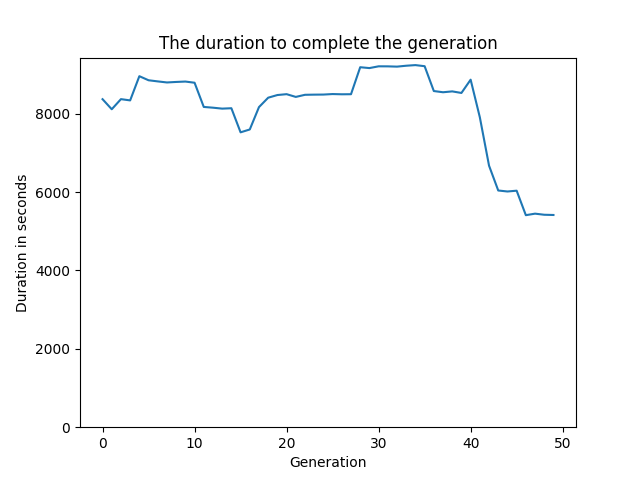 The duration to complete the generation
Duration in seconds
8000
6000
4000
2000
0
0 10 20 30 40 50
Generation